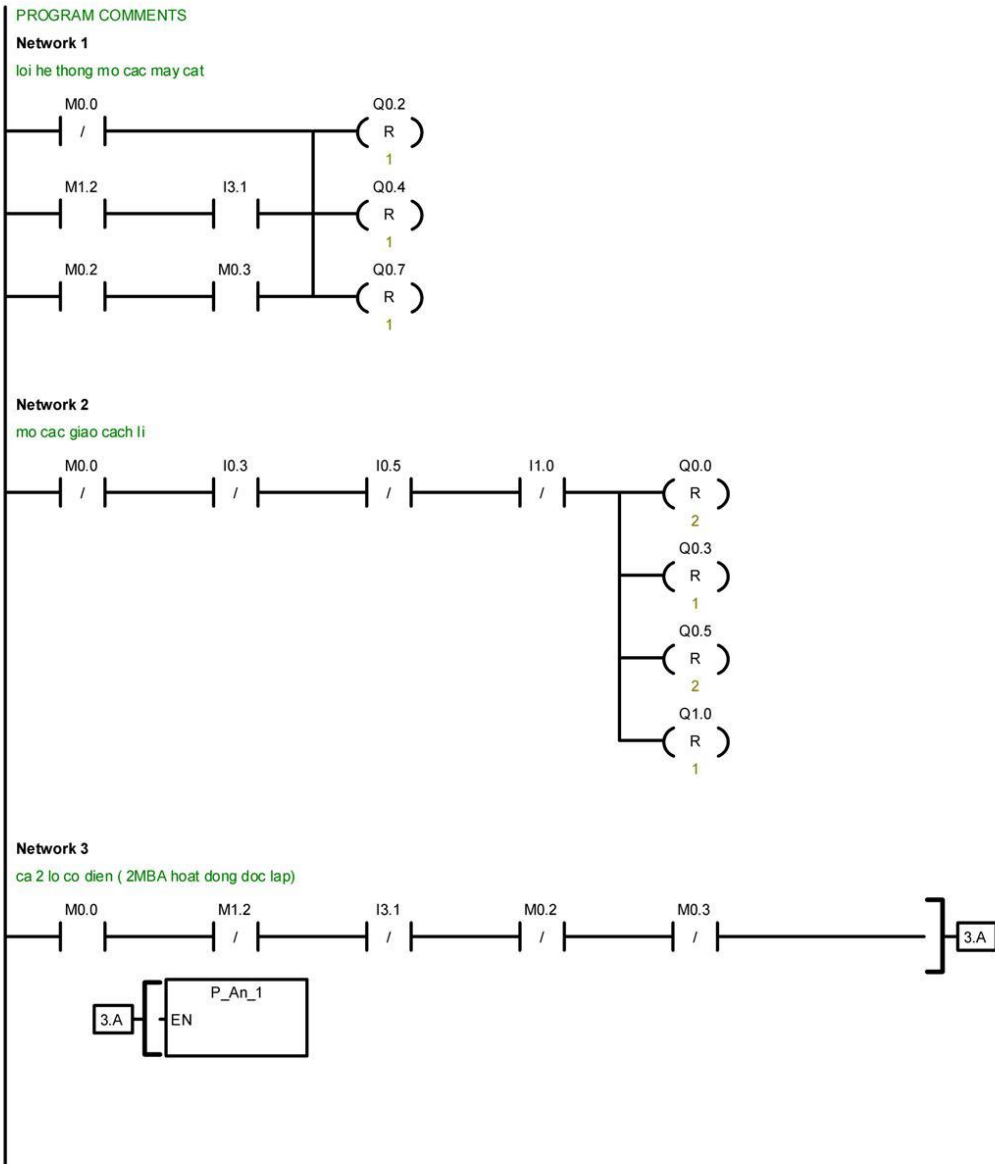 PROGRAM COMMENTS
Network 1
loi he thong mo cac may cat
M0.0 Q0.2
/ R
1
M1.2 I3.1 Q0.4
R
1
M0.2 M0.3 Q0.7
R
1
Network 2
mo cac giao cach li
M0.0 I0.3 I0.5 I1.0 Q0.0
/ / / / R
2
Q0.3
R
1
Q0.5
R
2
Q1.0
R
1
Network 3
ca 2 lo co dien ( 2MBA hoat dong doc lap)
M0.0 M1.2 I3.1 M0.2 M0.3
/ / / / 3.A
P_An_1
3.A EN